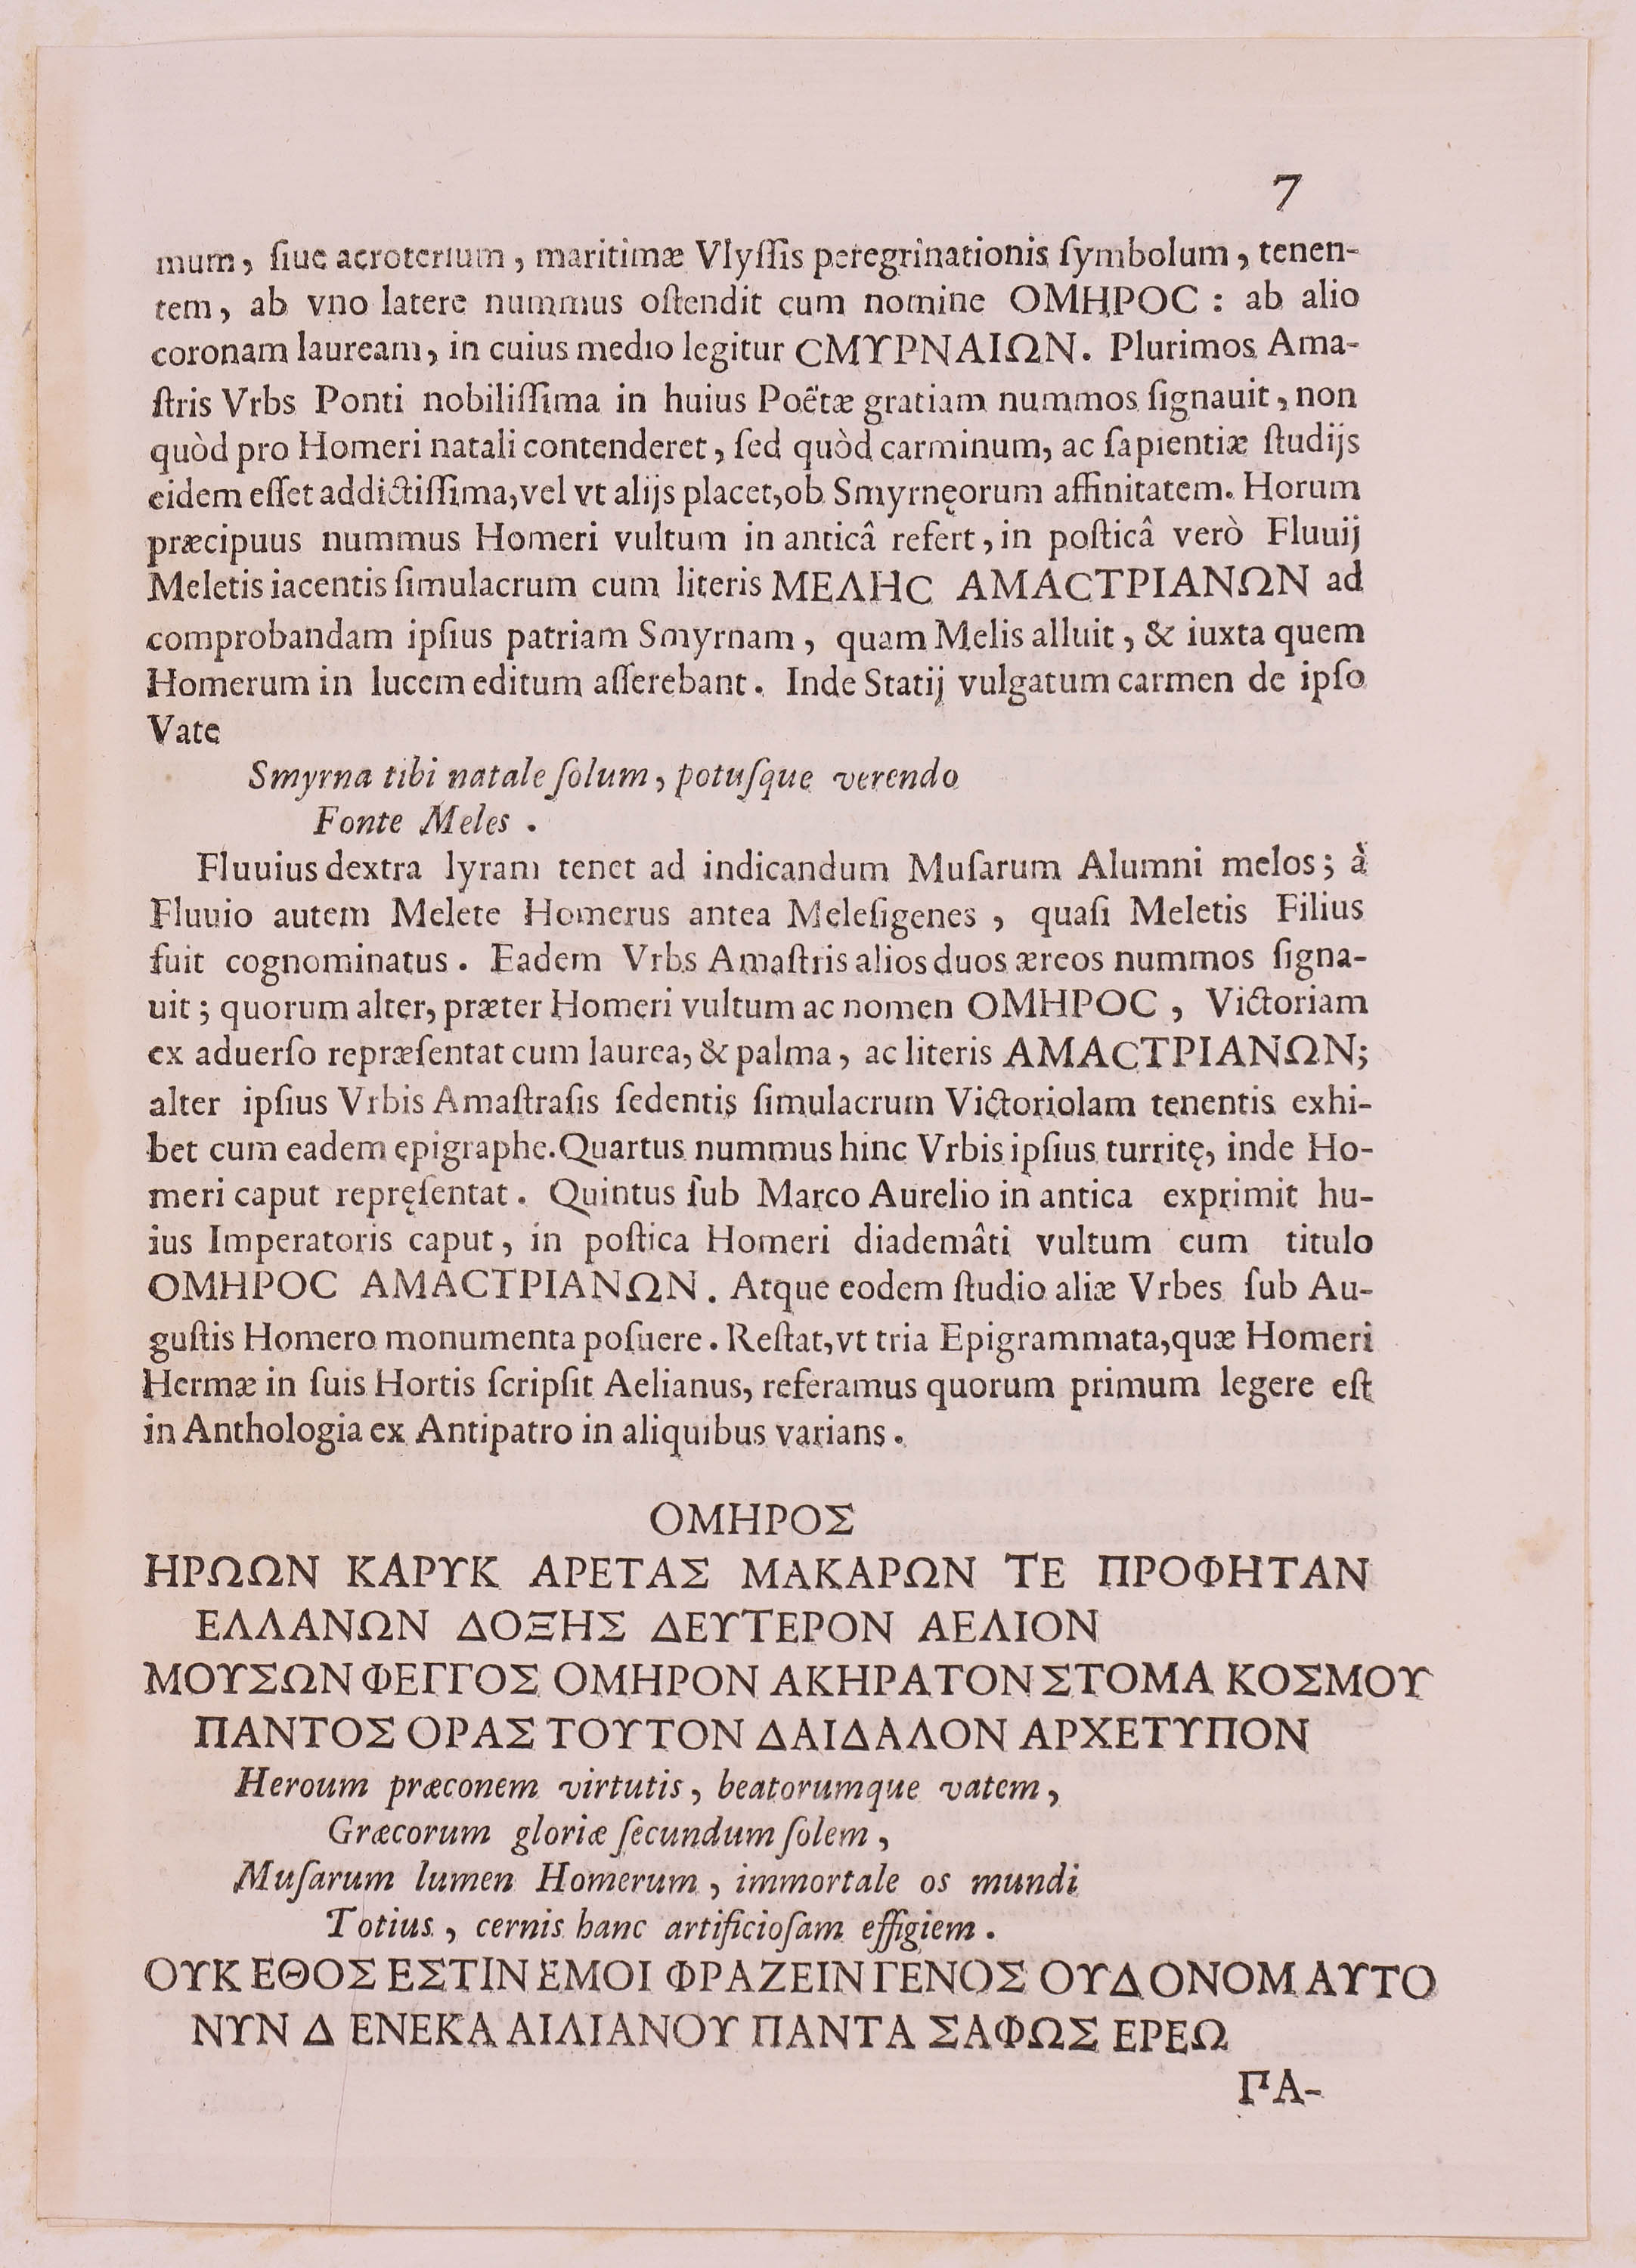 7
mum, ſiue acroterium, maritimæ Vlyſſis peregrinationis ſymbolum, tenen-
tem, ab vno latere nummus oſtendit cum nomine ΟΜΗΡΟC : ab alio
coronam lauream, in cuius medio legitur CΜΥΡΝΑΙΩΝ. Plurimos Ama-
ſtris Vrbs Ponti nobiliſſima in huius Poëtæ gratiam nummos ſignauit, non
quòd pro Homeri natali contenderet, ſed quòd carminum, ac ſapientiæ ſtudijs
eidem eſſet addictiſſima, vel vt alijs placet, ob Smyrnęorum affinitatem. Horum
præcipuus nummus Homeri vultum in anticâ refert, in poſticâ verò Fluuij
Meletis iacentis ſimulacrum cum literis ΜΕΛΗC ΑΜΑCΤΡΙΑΝΩΝ ad
comprobandam ipſius patriam Smyrnam, quam Melis alluit, & iuxta quem
Homerum in lucem editum aſſerebant. Inde Statij vulgatum carmen de ipſo
Vate
Smyrna tibi natale ſolum, potuſque verendo
Fonte Meles.
Fluuius dextra lyram tenet ad indicandum Muſarum Alumni melos; à
Fluuio autem Melete Homerus antea Meleſigenes, quaſi Meletis Filius
fuit cognominatus. Eadem Vrbs Amaſtris alios duos æreos nummos ſigna-
uit; quorum alter, præter Homeri vultum ac nomen ΟΜΗΡΟC, Victoriam
ex aduerſo repræſentat cum laurea, & palma, ac literis ΑΜΑCΤΡΙΑΝΩΝ;
alter ipſius Vrbis Amaſtraſis ſedentis ſimulacrum Victoriolam tenentis exhi-
bet cum eadem epigraphe. Quartus nummus hinc Vrbis ipſius turritę, inde Ho-
meri caput repręſentat. Quintus ſub Marco Aurelio in antica exprimit hu-
ius Imperatoris caput, in poſtica Homeri diademâti vultum cum titulo
ΟΜΗΡΟC ΑΜΑCΤΡΙΑΝΩΝ. Atque eodem ſtudio aliæ Vrbes ſub Au-
guſtis Homero monumenta poſuere. Reſtat, vt tria Epigrammata, quæ Homeri
Hermæ in ſuis Hortis ſcripſit Aelianus, referamus quorum primum legere eſt
in Anthologia ex Antipatro in aliquibus varians.
ΟΜΗΡΟΣ
ΗΡΩΩΝ ΚΑΡΥΚ ΑΡΕΤΑΣ ΜΑΚΑΡΩΝ ΤΕ ΠΡΟΦΗΤΑΝ
ΕΛΛΑΝΩΝ ΔΟΞΗΣ ΔΕΥΤΕΡΟΝ ΑΕΛΙΟΝ
ΜΟΥΣΩΝ ΦΕΓΓΟΣ ΟΜΗΡΟΝ ΑΚΗΡΑΤΟΝ ΣΤΟΜΑ ΚΟΣΜΟΥ
ΠΑΝΤΟΣ ΟΡΑΣ ΤΟΥΤΟΝ ΔΑΙΔΑΛΟΝ ΑΡΧΕΤΥΠΟΝ
Heroum præconem virtutis, beatorumque vatem,
Græcorum gloriæ ſecundum ſolem,
Muſarum lumen Homerum, immortale os mundi
Totius, cernis hanc artificioſam effigiem.
ΟΥΚ ΕΘΟΣ ΕΣΤΙΝ ΕΜΟΙ ΦΡΑΖΕΙΝ ΓΕΝΟΣ ΟΥΔ ΟΝΟΜ ΑΥΤΟ
ΝΥΝ Δ ΕΝΕΚΑ ΑΙΛΙΑΝΟΥ ΠΑΝΤΑ ΣΑΦΩΣ ΕΡΕΩ
ΠΑ-